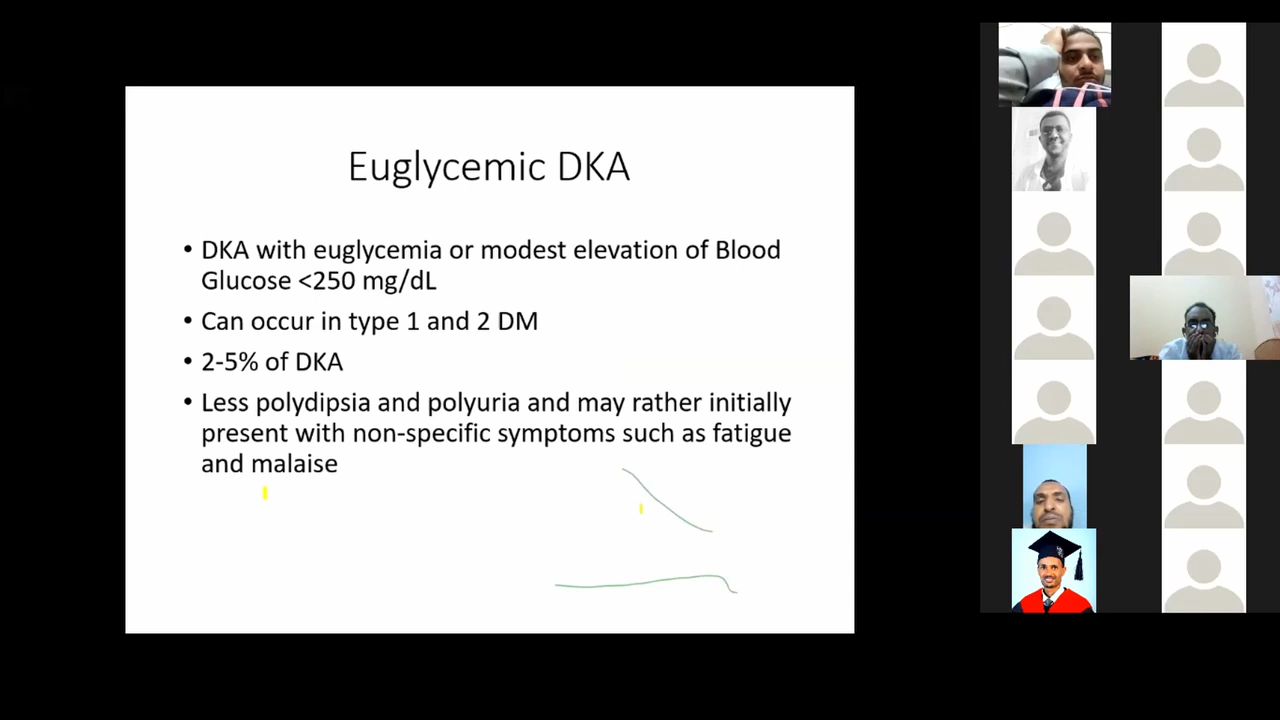 Euglycemic DKA
• DKA with euglycemia or modest elevation of Blood
Glucose <250 mg/dL
• Can occur in type 1 and 2 DM
• 2-5% of DKA
• Less polydipsia and polyuria and may rather initially
present with non-specific symptoms such as fatigue
and malaise